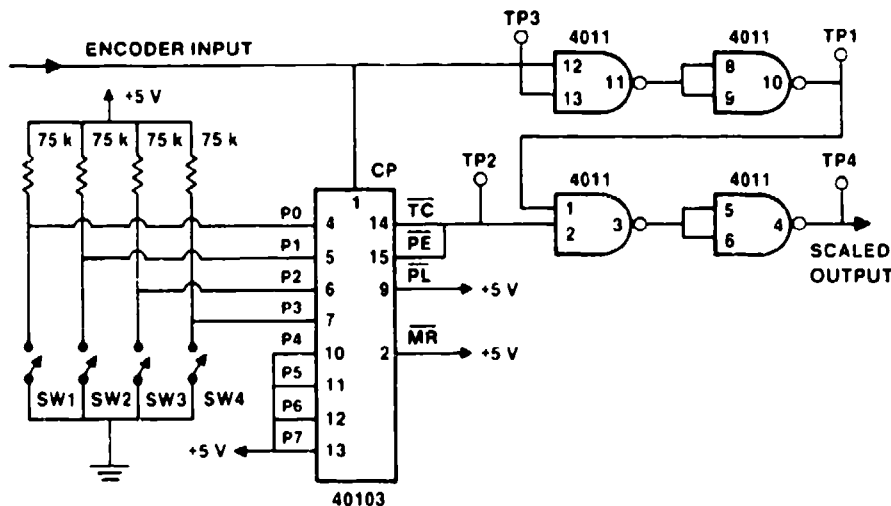 TP3
4011
4011
TP1
ENCODER INPUT
12
13
11
8
9
10
+5 V
75 k
75 k
75 k
75 k
CP
1
TP2
4011
4011
TP4
P0
4
14
TC
1
2
3
5
6
4
P1
5
15
PE
SCALED
OUTPUT
P2
6
9
PL
+5 V
P3
7
P4
10
2
MR
+5 V
P5
11
SW1
SW2
SW3
SW4
P6
12
P7
13
+5 V
40103